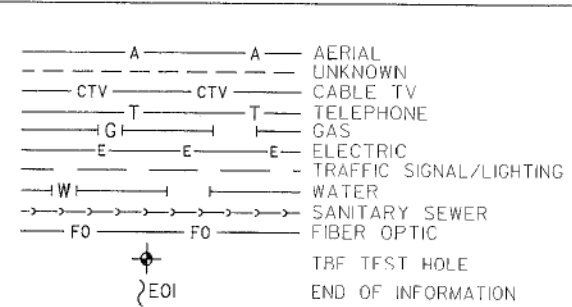 A A AERIAL
UNKNOWN
CTV CTV CABLE TV
T T TELEPHONE
G GAS
E E E ELECTRIC
TRAFFIC SIGNAL/LIGHTING
W WATER
SANITARY SEWER
FO FO FIBER OPTIC
TBE TEST HOLE
EOI END OF INFORMATION